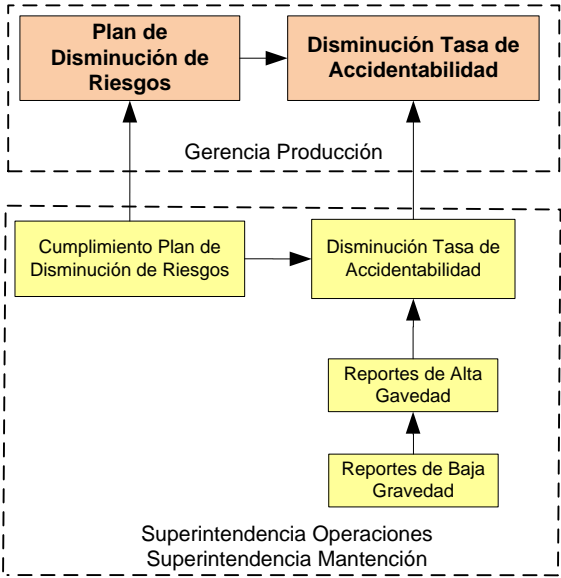 Plan de
Disminución de
Riesgos
Disminución Tasa de
Accidentabilidad
Gerencia Producción
Cumplimiento Plan de
Disminución de Riesgos
Disminución Tasa de
Accidentabilidad
Reportes de Alta
Gavedad
Reportes de Baja
Gravedad
Superintendencia Operaciones
Superintendencia Mantención